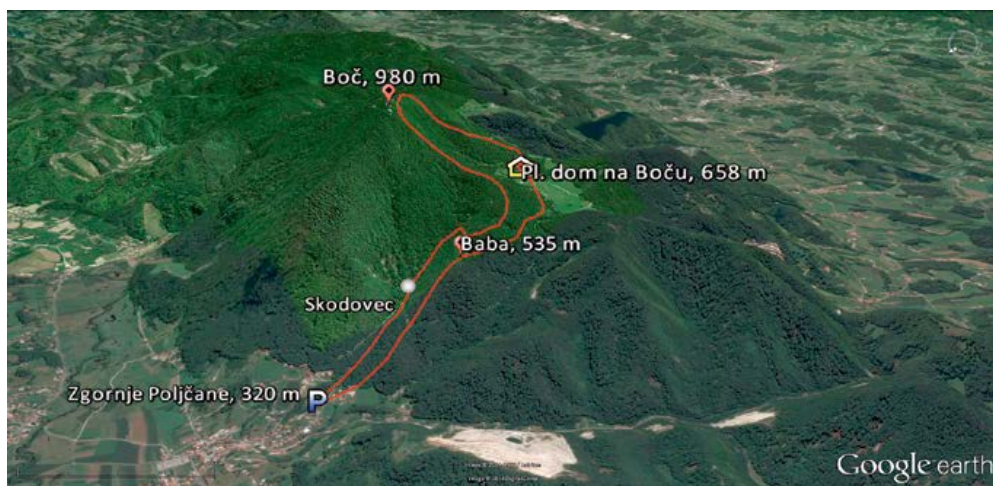 Boč, 980 m
Pl. dom na Boču, 658 m
Baba, 535 m
Skodovec
Zgornje Poljčane, 320 m
P
Google earth